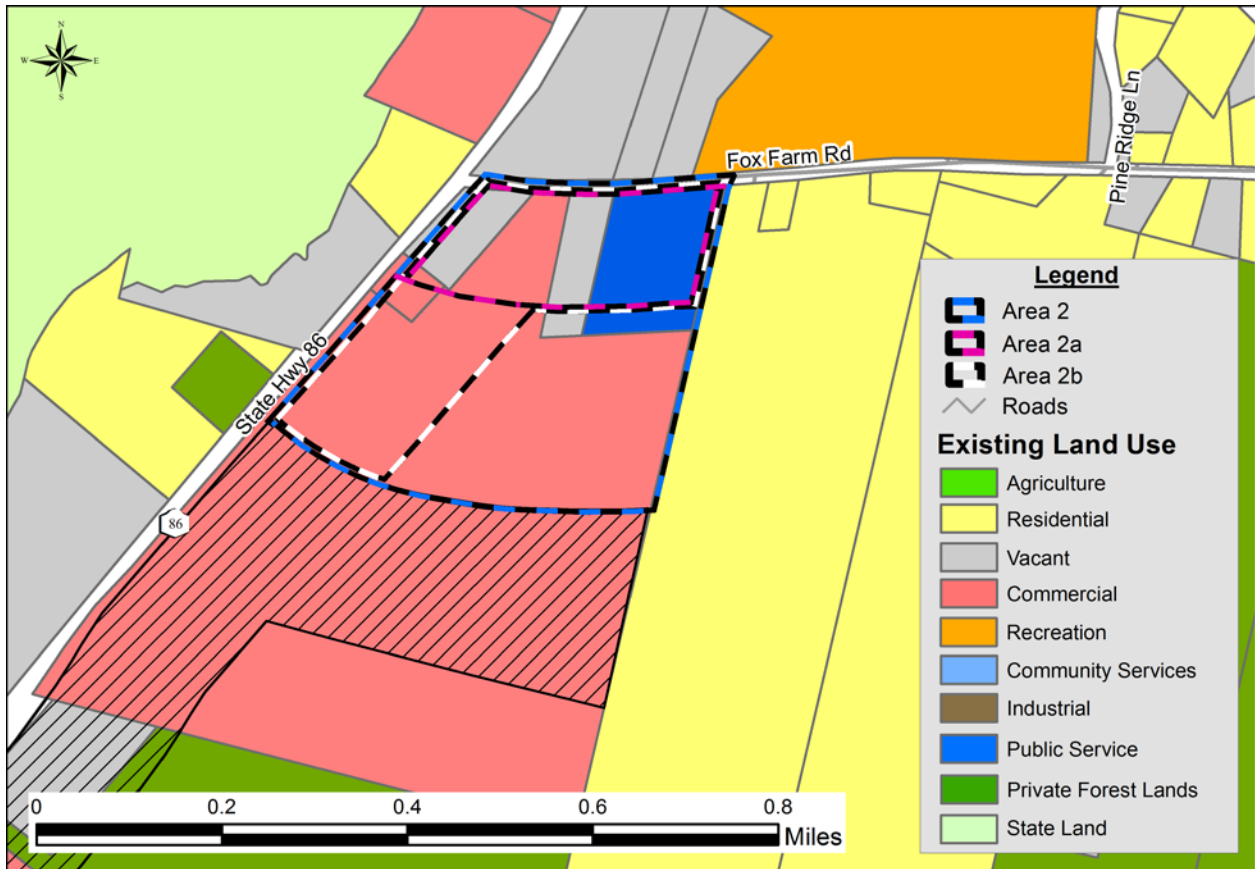 N
W E
S
Fox Farm Rd
Pine Ridge Ln
State Hwy 86
86
Legend
Area 2
Area 2a
Area 2b
Roads
Existing Land Use
Agriculture
Residential
Vacant
Commercial
Recreation
Community Services
Industrial
Public Service
Private Forest Lands
State Land
0 0.2 0.4 0.6 0.8
Miles